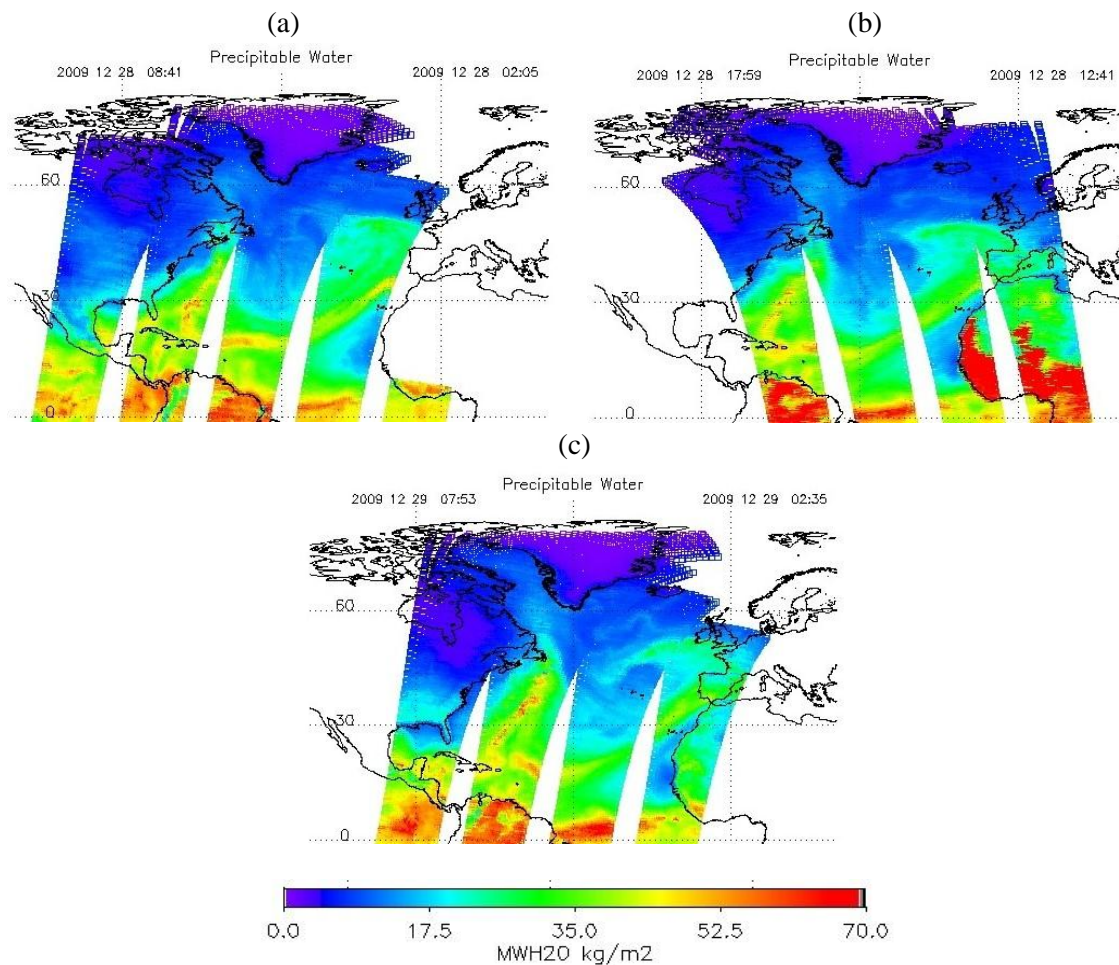 (a)
Precipitable Water
2009 12 28 08:41 2009 12 28 02:05
60
30
0
(b)
Precipitable Water
2009 12 28 17:59 2009 12 28 12:41
60
30
0
(c)
Precipitable Water
2009 12 29 07:53 2009 12 29 02:35
60
30
0
0.0 17.5 35.0 52.5 70.0
MWH2O kg/m2